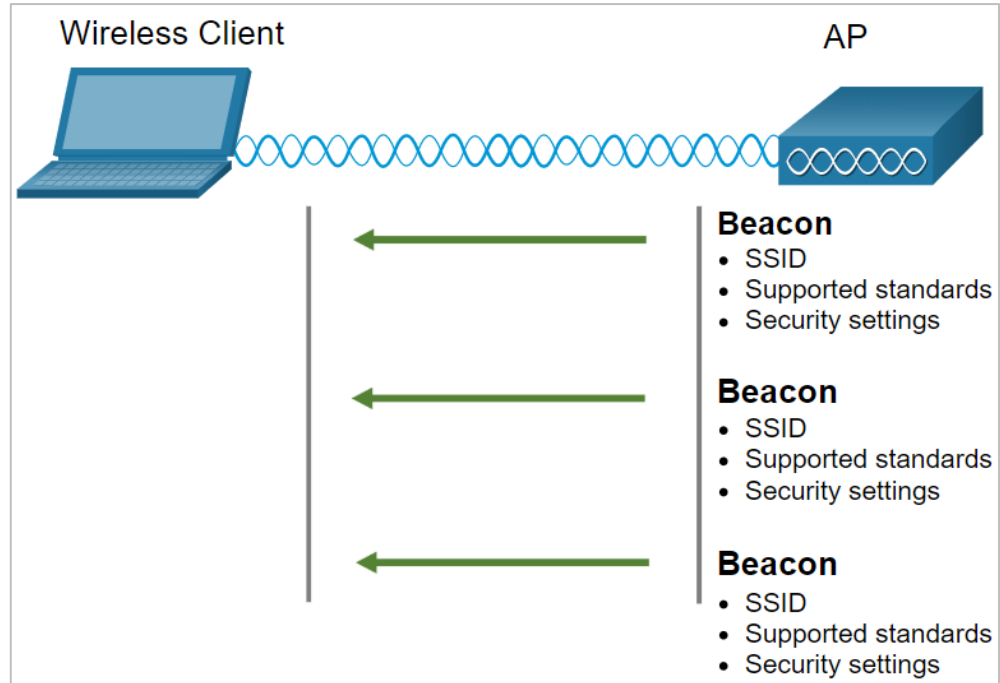 Wireless Client
AP
Beacon
• SSID
• Supported standards
• Security settings
Beacon
• SSID
• Supported standards
• Security settings
Beacon
• SSID
• Supported standards
• Security settings